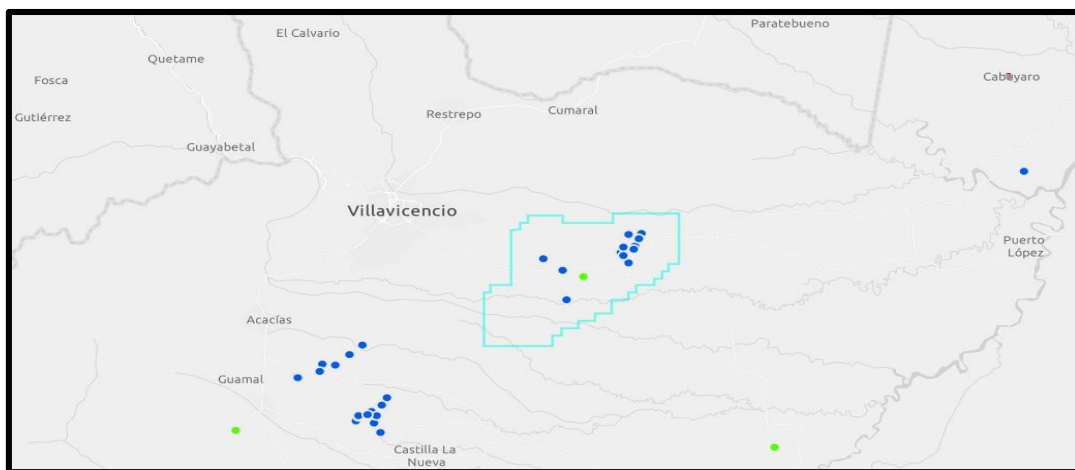 Paratebueno
El Calvario
Quetame
Fosca
Cabuyaro
Gutiérrez
Restrepo
Cumaral
Guayabetal
Villavicencio
Puerto
López
Acacías
Guamal
Castilla La
Nueva